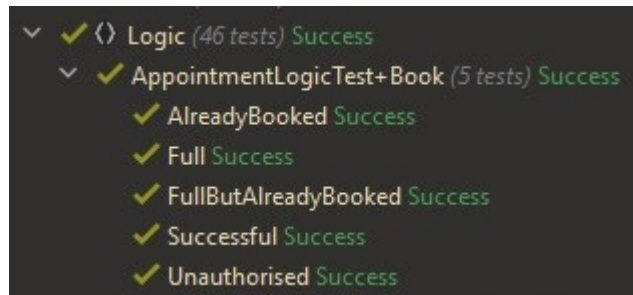 Logic (46 tests) Success
AppointmentLogicTest+Book (5 tests) Success
AlreadyBooked Success
Full Success
FullButAlreadyBooked Success
Successful Success
Unauthorised Success